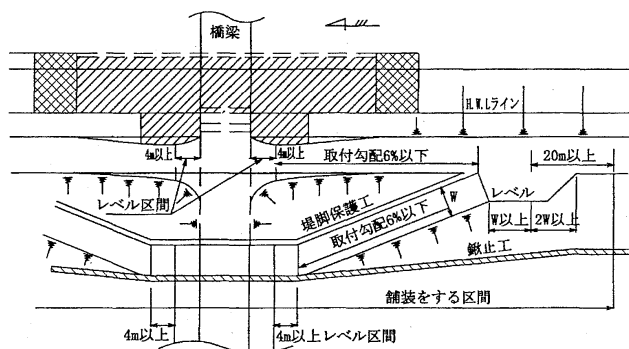 橋梁
H.W.Lライン
4m以上
4m以上
取付勾配6%以下
20m以上
レベル区間
堤脚保護工
W
レベル
取付勾配6%以下
W以上
2W以上
鍬止工
舗装をする区間
4m以上
4m以上レベル区間